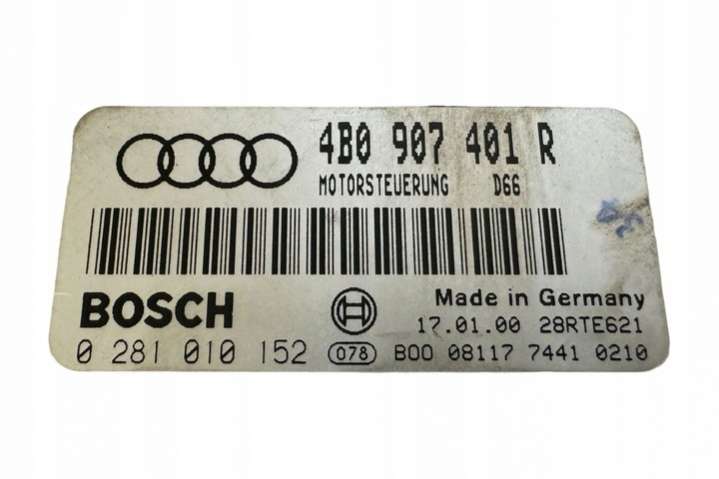 4B0 907 401 R
MOTORSTEUERUNG D66
BOSCH
Made in Germany
17.01.00 28RTE621
0 281 010 152 078 B00 08117 7441 0210